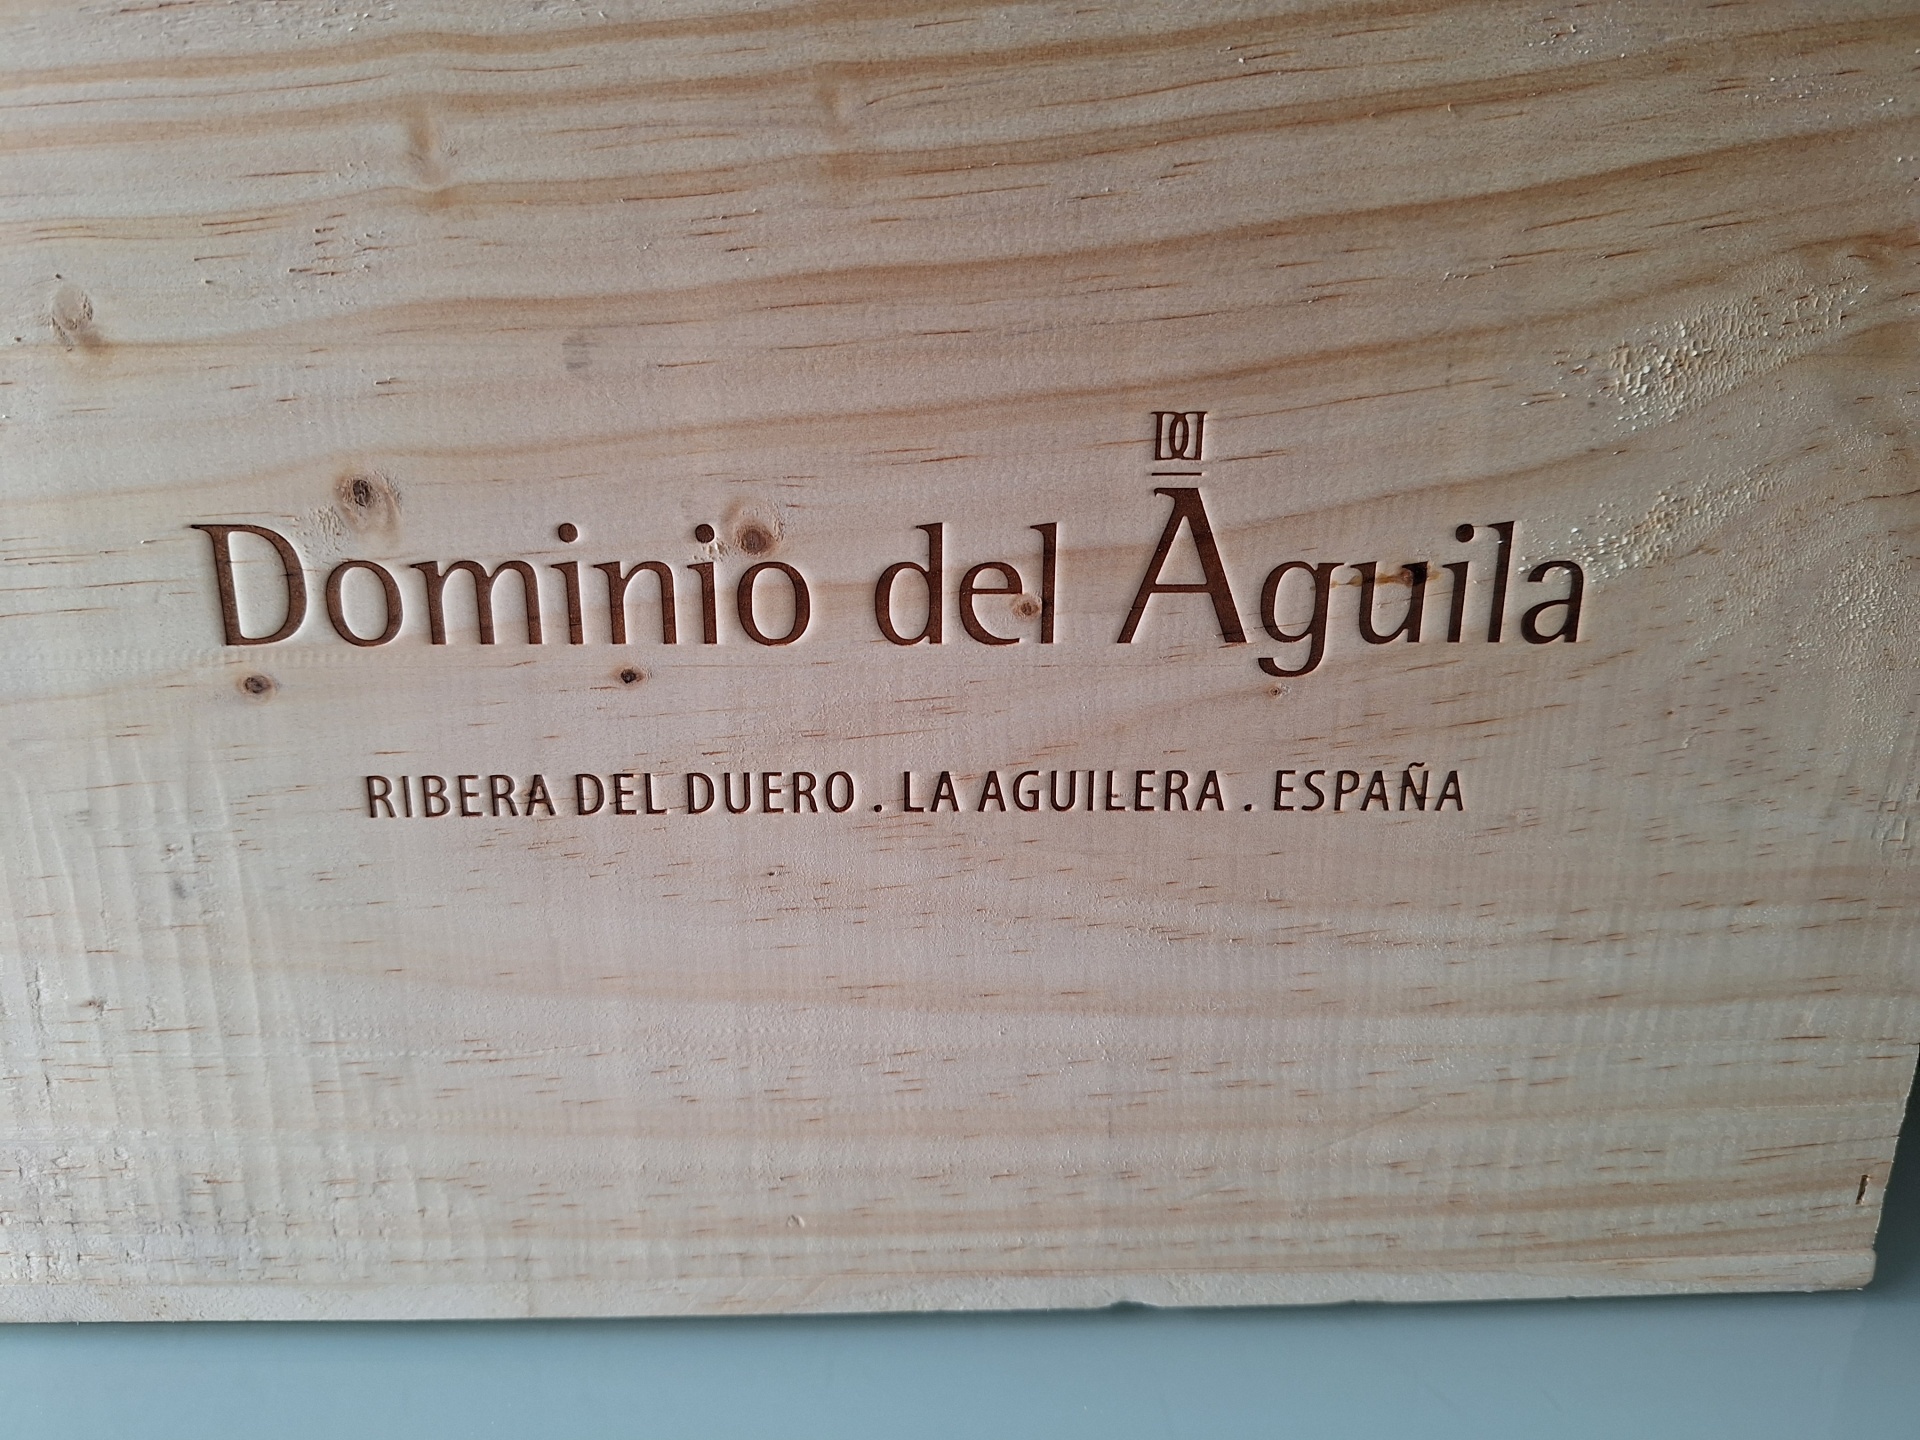 Dominio del Águila
RIBERA DEL DUERO . LA AGUILERA . ESPAÑA